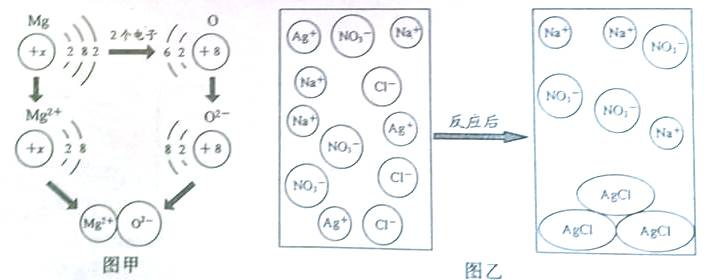 Mg
+x 2 8 2
2个电子
O
6 2 +8
Mg²⁺
+x 2 8
O²⁻
8 2 +8
Mg²⁺ O²⁻
图甲
Ag⁺ NO₃⁻ Na⁺
Na⁺ Cl⁻
Na⁺ Ag⁺
NO₃⁻
NO₃⁻ Cl⁻
Ag⁺ Cl⁻
反应后
Na⁺ Na⁺ NO₃⁻
NO₃⁻ NO₃⁻
Na⁺
AgCl
AgCl AgCl
图乙